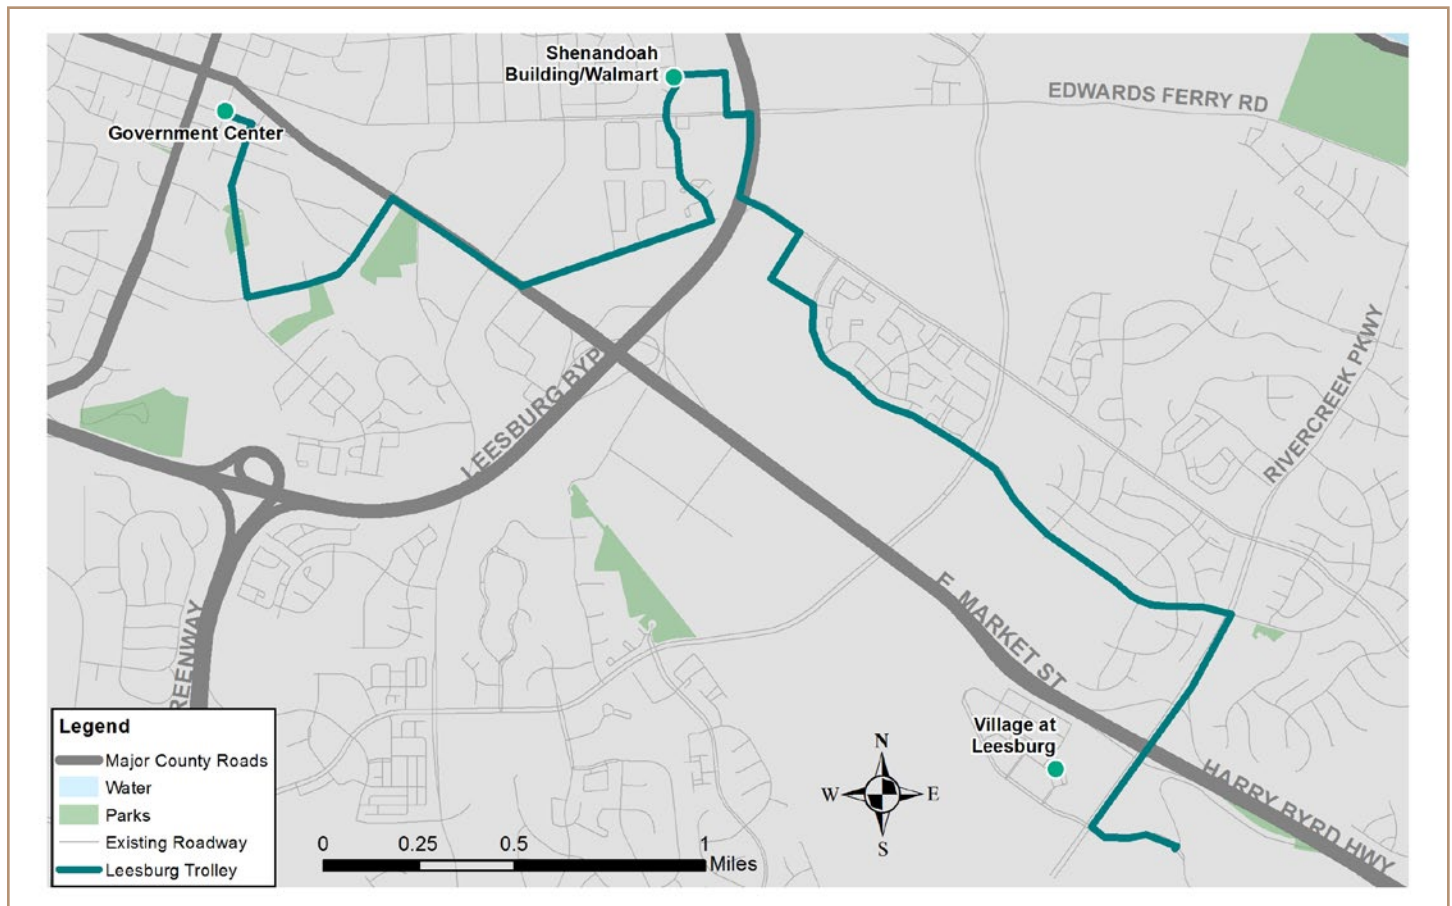 Shenandoah
Building/Walmart
EDWARDS FERRY RD
Government Center
RIVERCREEK PKWY
LEESBURG BYP
E MARKET ST
REENWAY
Village at
Leesburg
HARRY BYRD HWY
Legend
Major County Roads
Water
Parks
Existing Roadway
Leesburg Trolley
0 0.25 0.5 1
Miles
N
W E
S